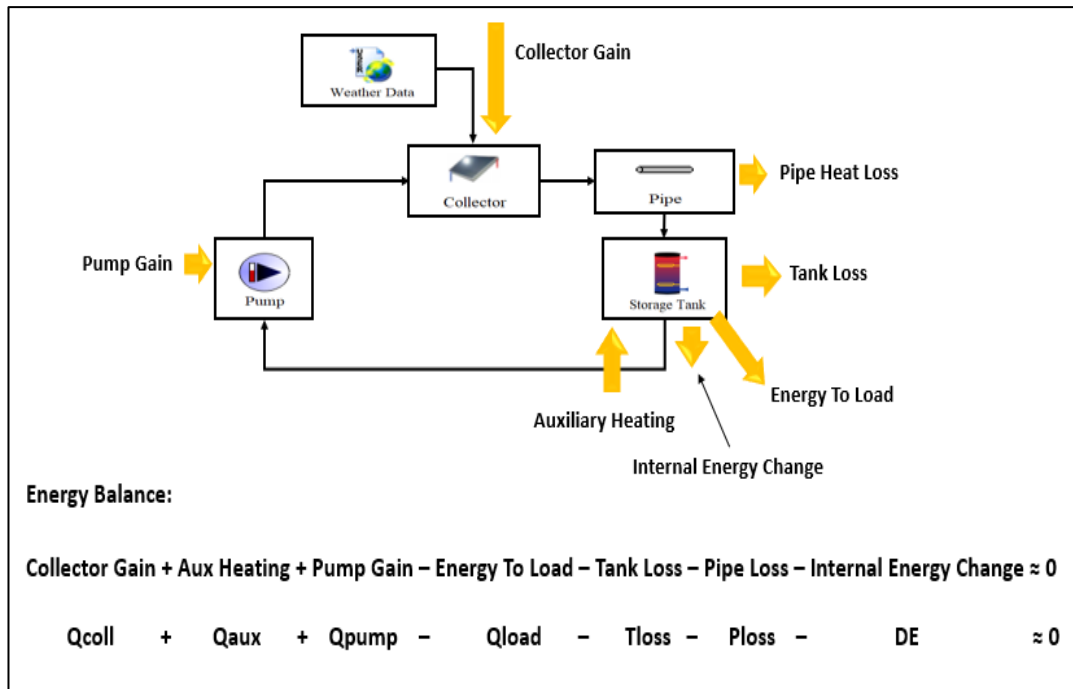 Collector Gain
Weather Data
Collector
Pipe
Pipe Heat Loss
Pump Gain
Pump
Storage Tank
Tank Loss
Energy To Load
Auxiliary Heating
Internal Energy Change
Energy Balance:
Collector Gain + Aux Heating + Pump Gain – Energy To Load – Tank Loss – Pipe Loss – Internal Energy Change ≈ 0
Qcoll + Qaux + Qpump – Qload – Tloss – Ploss – DE ≈ 0